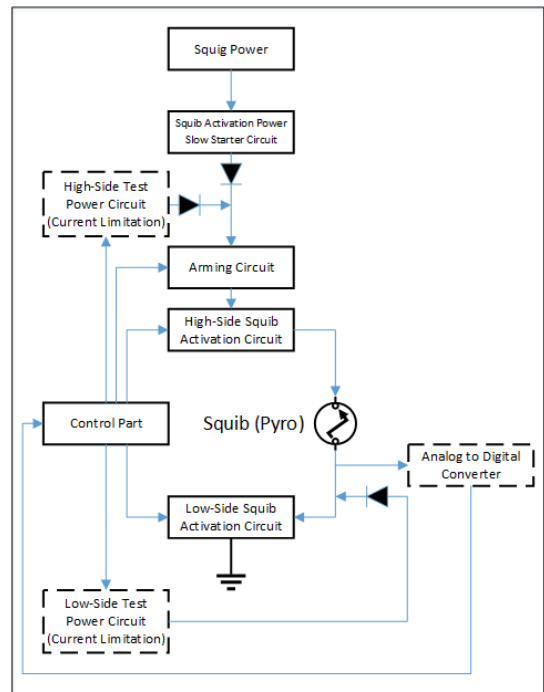 Squig Power
Squib Activation Power
Slow Starter Circuit
High-Side Test
Power Circuit
(Current Limitation)
Arming Circuit
High-Side Squib
Activation Circuit
Control Part
Squib (Pyro)
Analog to Digital
Converter
Low-Side Squib
Activation Circuit
Low-Side Test
Power Circuit
(Current Limitation)